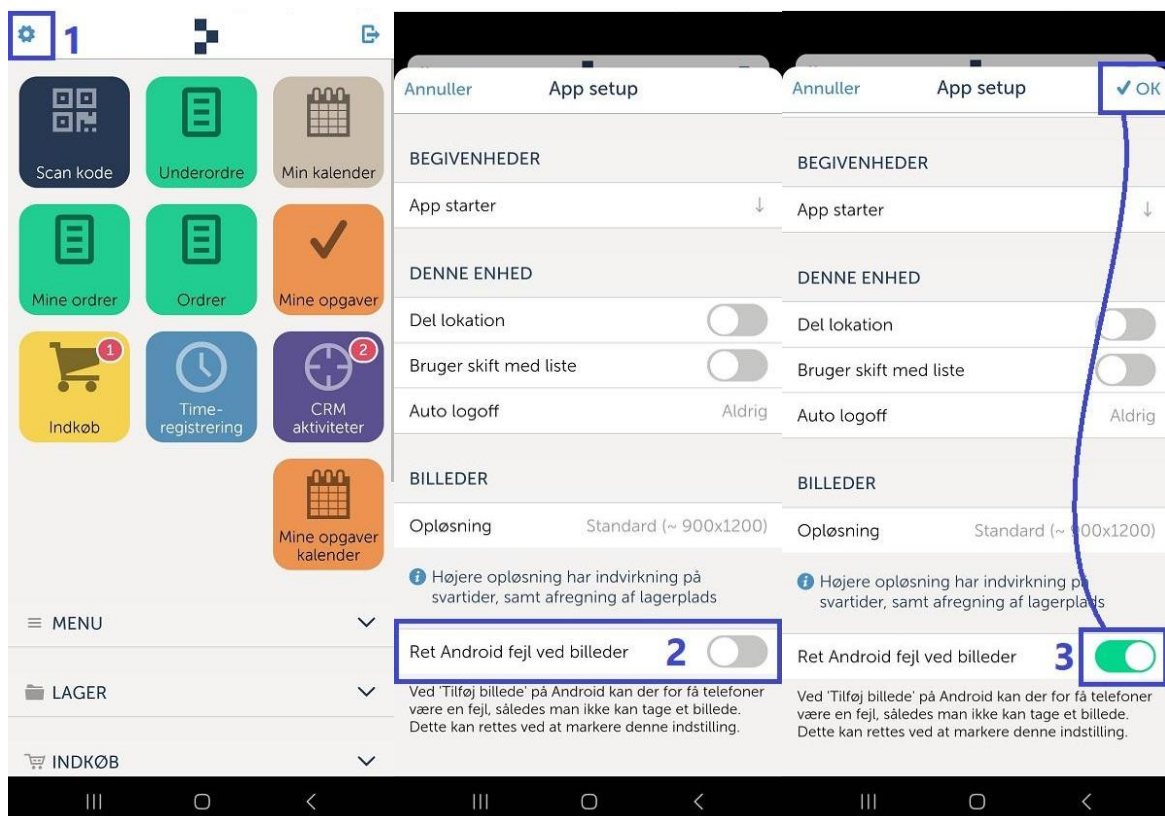 1
Scan kode
Underordre
Min kalender
Mine ordrer
Ordrer
Mine opgaver
1
2
Indkøb
Time-
registrering
CRM
aktiviteter
Mine opgaver
kalender
MENU
LAGER
INDKØB
Annuller App setup
BEGIVENHEDER
App starter ↓
DENNE ENHED
Del lokation
Bruger skift med liste
Auto logoff Aldrig
BILLEDER
Opløsning Standard (~ 900x1200)
Højere opløsning har indvirkning på
svartider, samt afregning af lagerplads
Ret Android fejl ved billeder 2
Ved 'Tilføj billede' på Android kan der for få telefoner
være en fejl, således man ikke kan tage et billede.
Dette kan rettes ved at markere denne indstilling.
Annuller App setup ✓ OK
BEGIVENHEDER
App starter ↓
DENNE ENHED
Del lokation
Bruger skift med liste
Auto logoff Aldrig
BILLEDER
Opløsning Standard (~ 900x1200)
Højere opløsning har indvirkning på
svartider, samt afregning af lagerplads
Ret Android fejl ved billeder 3
Ved 'Tilføj billede' på Android kan der for få telefoner
være en fejl, således man ikke kan tage et billede.
Dette kan rettes ved at markere denne indstilling.